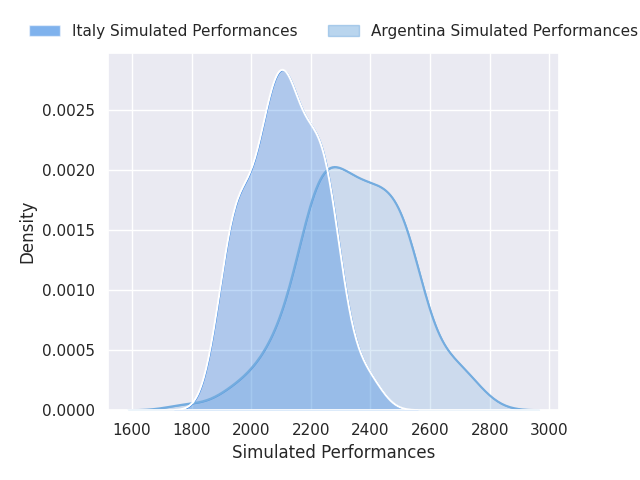 Italy Simulated Performances Argentina Simulated Performances
0.0025
0.0020
0.0015
0.0010
0.0005
0.0000
Density
1600 1800 2000 2200 2400 2600 2800 3000
Simulated Performances